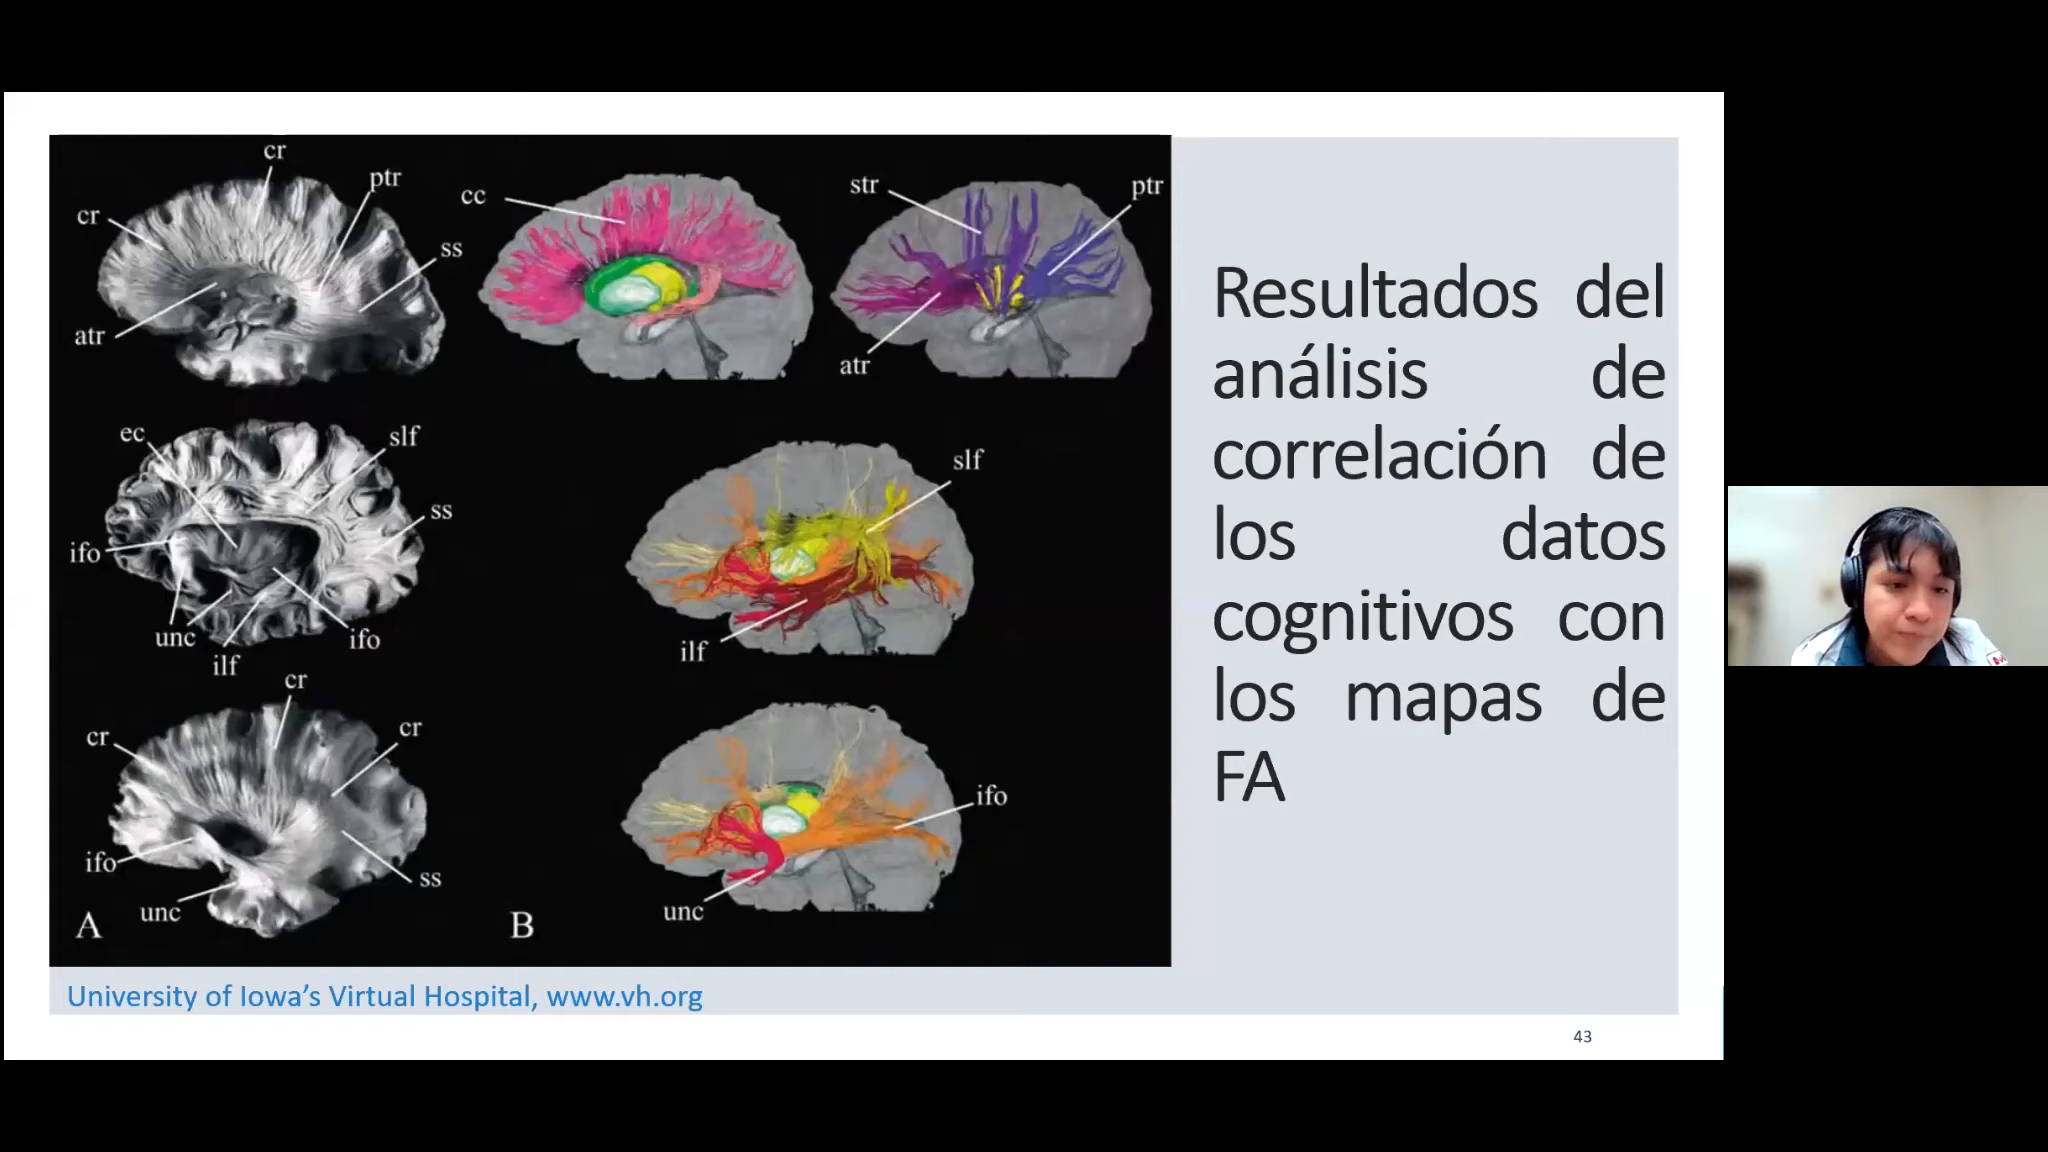 cr
ptr
cr
ss
atr
cc
str
ptr
atr
ec
slf
ss
ifo
unc
ilf
ifo
slf
ilf
cr
cr
cr
ifo
ss
unc
A
ifo
unc
B
Resultados del
análisis de
correlación de
los datos
cognitivos con
los mapas de
FA
University of Iowa’s Virtual Hospital, www.vh.org
43